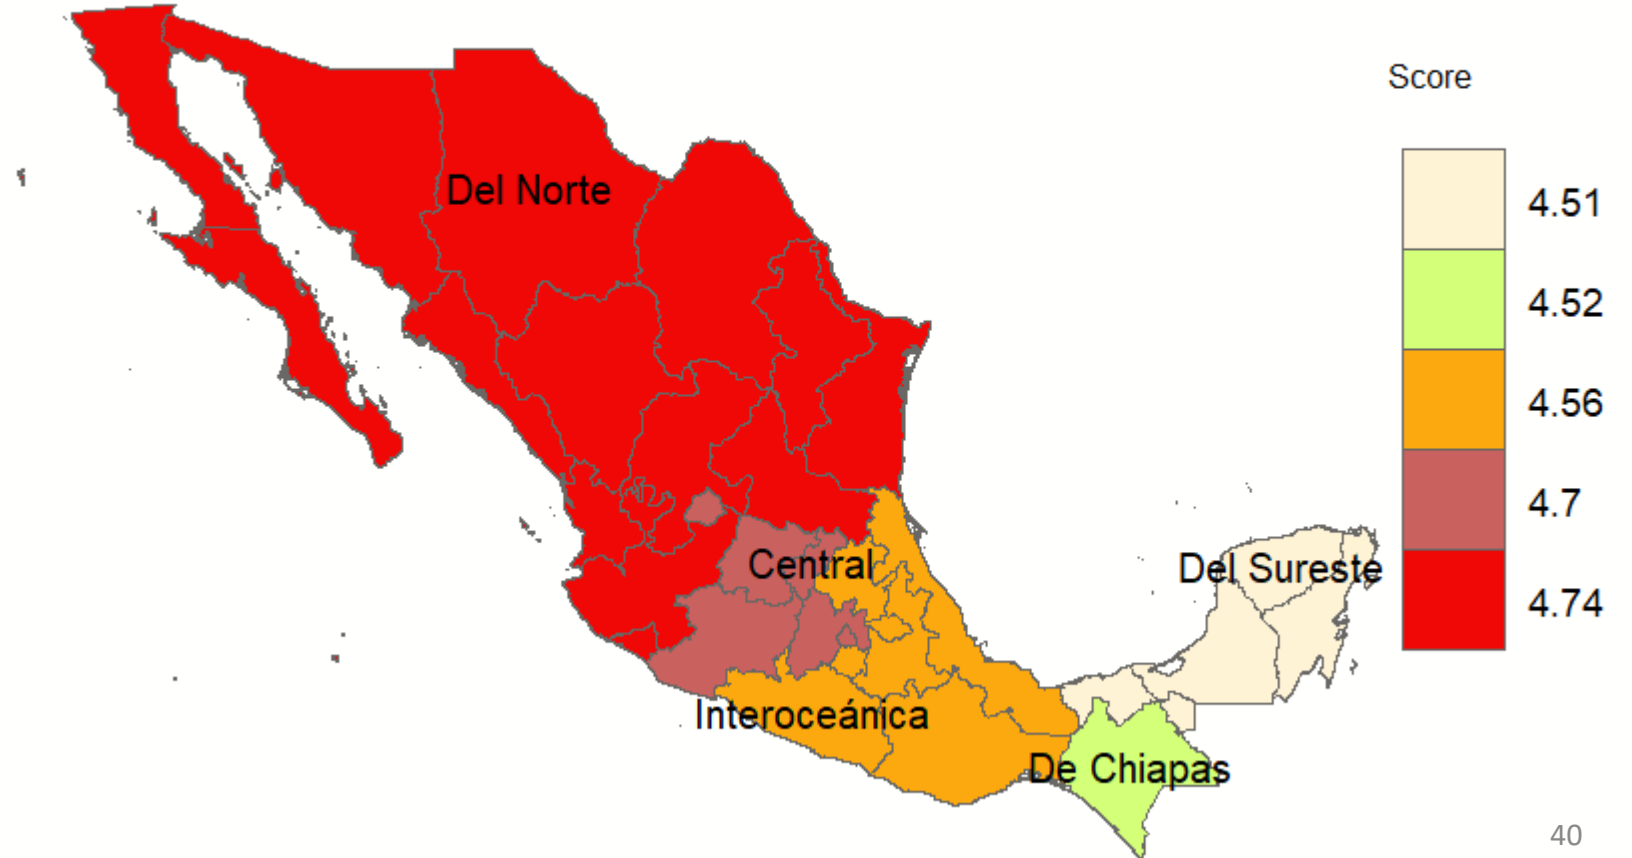 Score
Del Norte
4.51
4.52
4.56
4.7
4.74
Central
Del Sureste
Interoceánica
De Chiapas
40